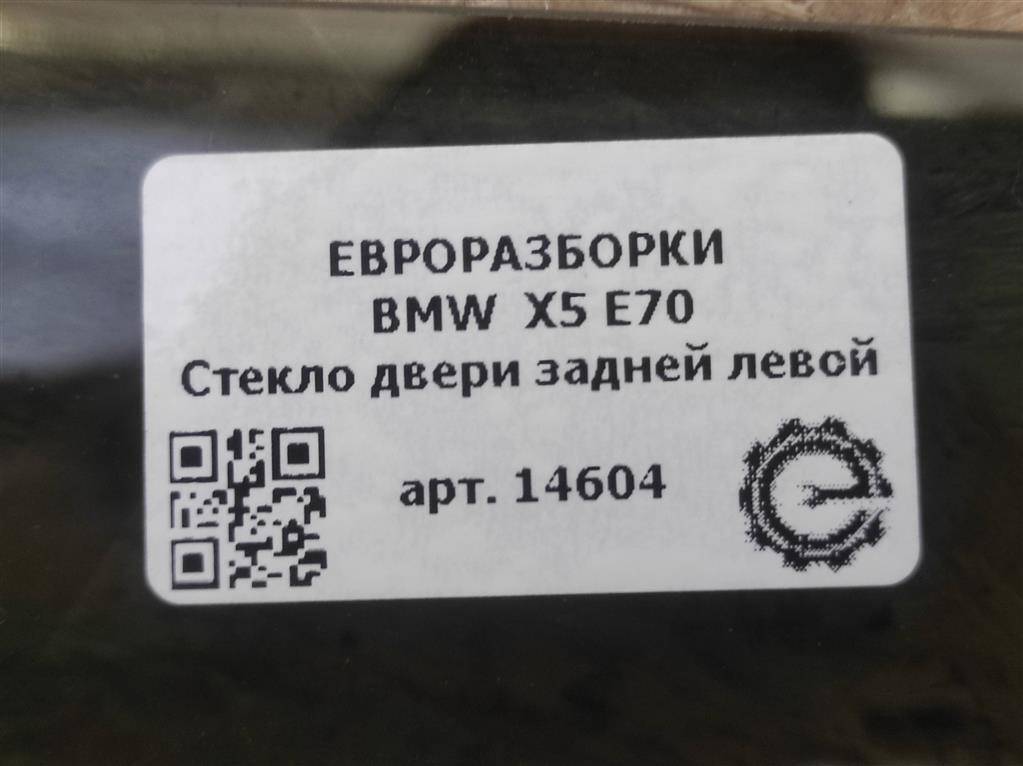 ЕВРОРАЗБОРКИ
BMW X5 E70
Стекло двери задней левой
арт. 14604